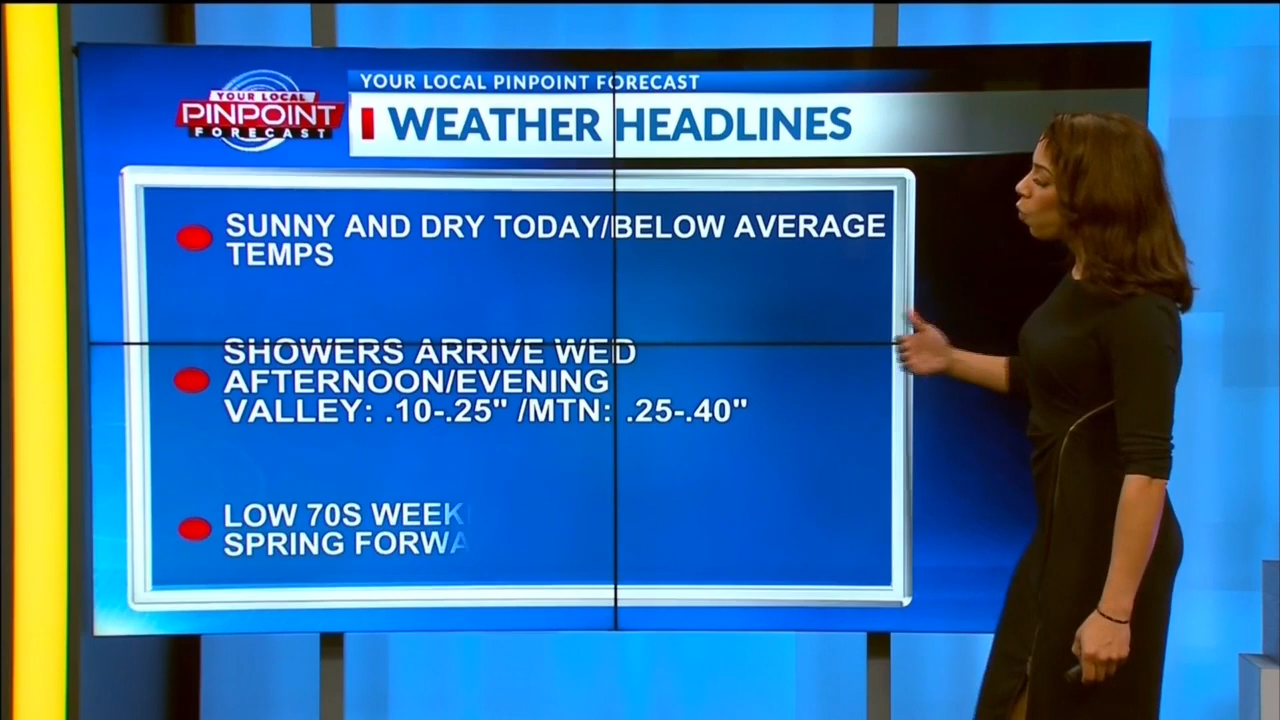 YOUR LOCAL
PINPOINT
FORECAST
YOUR LOCAL PINPOINT FORECAST
WEATHER HEADLINES
SUNNY AND DRY TODAY/BELOW AVERAGE
TEMPS
SHOWERS ARRIVE WED
AFTERNOON/EVENING
VALLEY: .10-.25" /MTN: .25-.40"
LOW 70S WEEK
SPRING FORWA